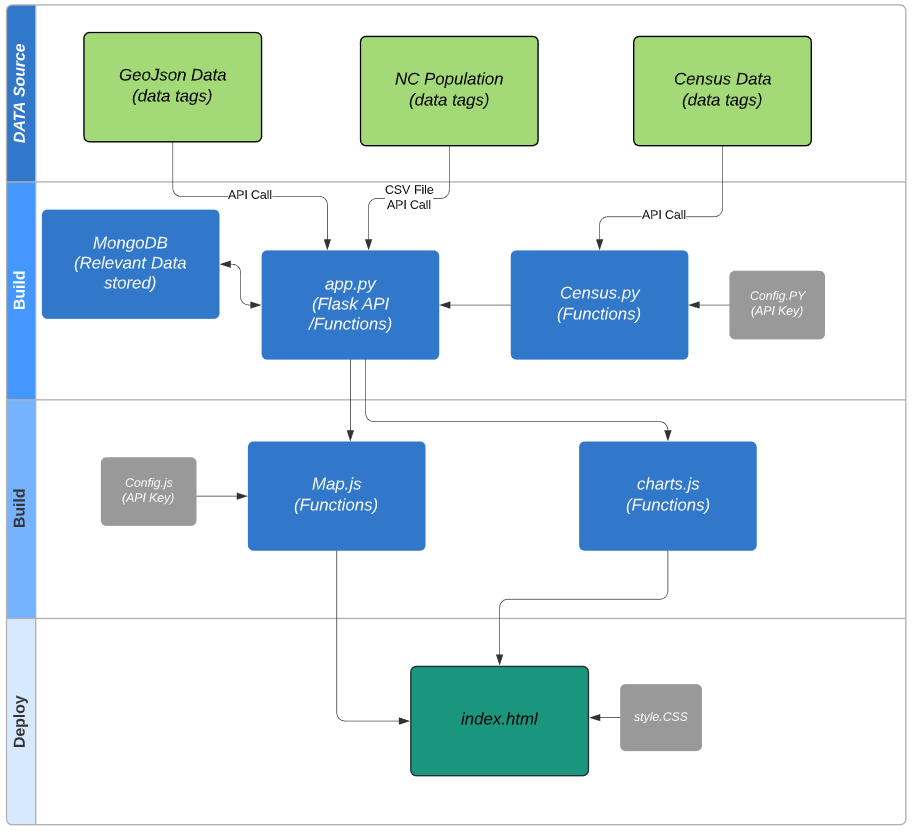 DATA Source
GeoJson Data
(data tags)
NC Population
(data tags)
Census Data
(data tags)
API Call
CSV File
API Call
API Call
Build
MongoDB
(Relevant Data
stored)
app.py
(Flask API
/Functions)
Census.py
(Functions)
Config.PY
(API Key)
Build
Config.js
(API Key)
Map.js
(Functions)
charts.js
(Functions)
Deploy
index.html
style.CSS